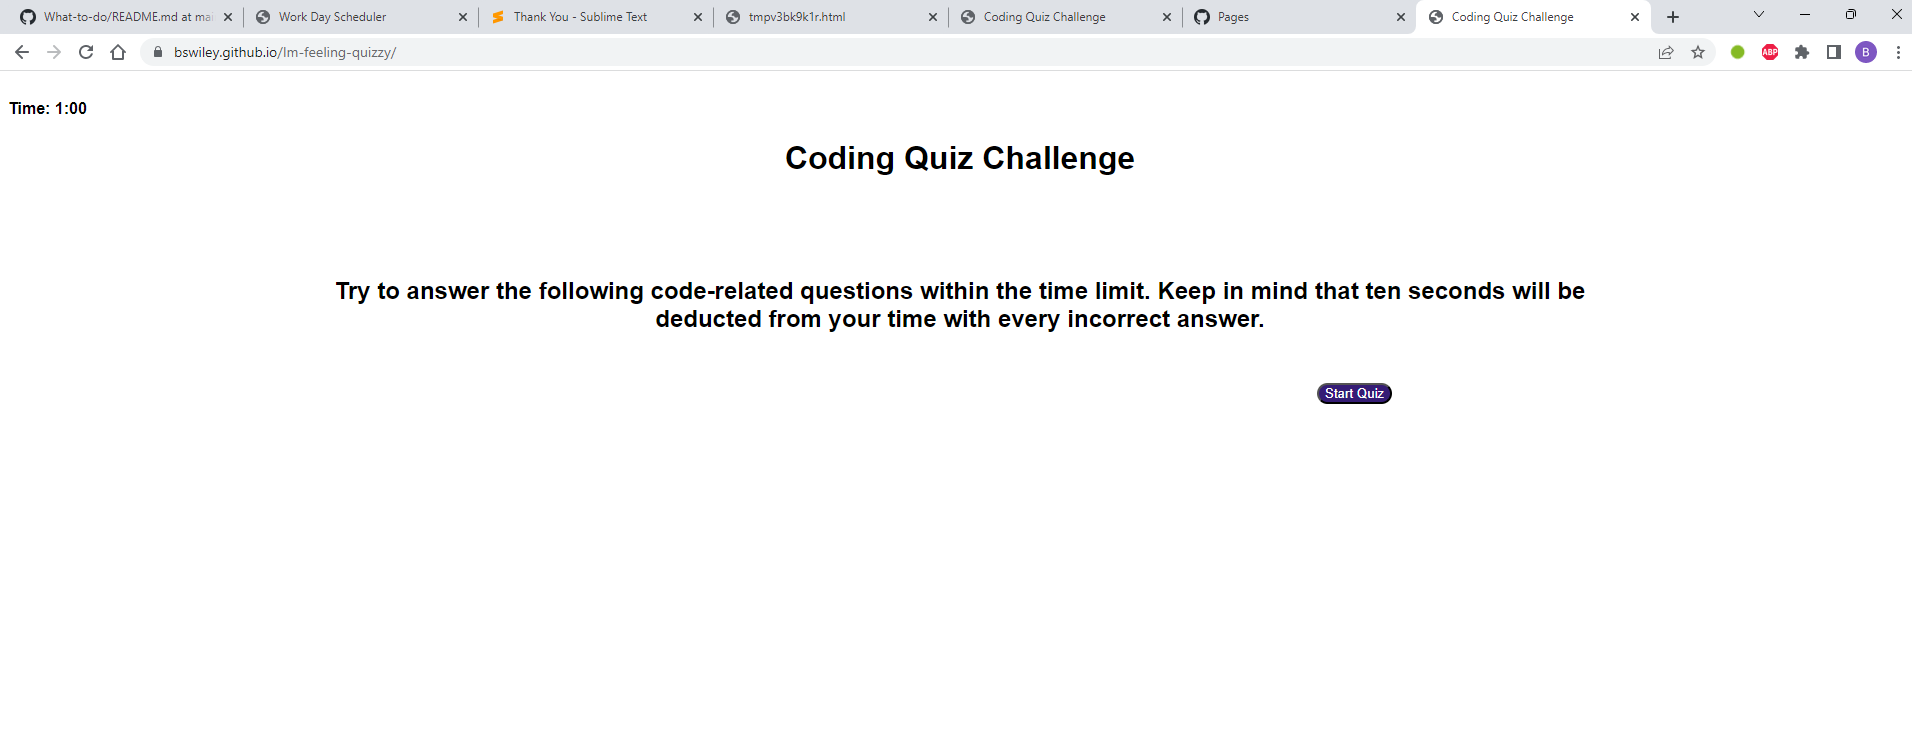 What-to-do/README.md at mai
Work Day Scheduler
Thank You - Sublime Text
tmpv3bk9k1r.html
Coding Quiz Challenge
Pages
Coding Quiz Challenge
bswiley.github.io/Im-feeling-quizzy/
ABP
B
Time: 1:00
Coding Quiz Challenge
Try to answer the following code-related questions within the time limit. Keep in mind that ten seconds will be
deducted from your time with every incorrect answer.
Start Quiz